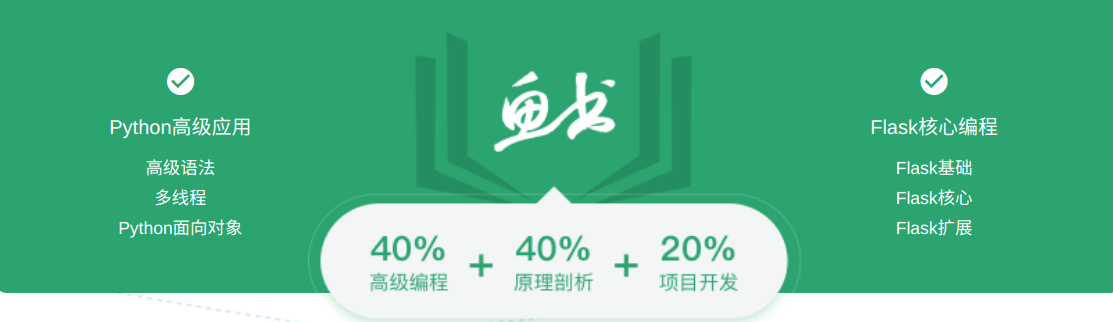 鱼书
Python高级应用
高级语法
多线程
Python面向对象
Flask核心编程
Flask基础
Flask核心
Flask扩展
40% + 40% + 20%
高级编程 原理剖析 项目开发